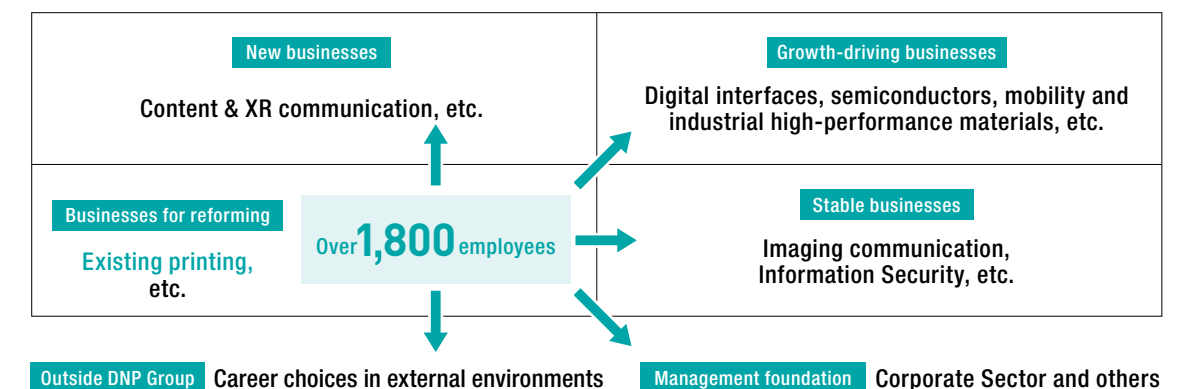 New businesses
Content & XR communication, etc.
Growth-driving businesses
Digital interfaces, semiconductors, mobility and
industrial high-performance materials, etc.
Businesses for reforming
Existing printing,
etc.
Over 1,800 employees
Stable businesses
Imaging communication,
Information Security, etc.
Outside DNP Group Career choices in external environments
Management foundation Corporate Sector and others